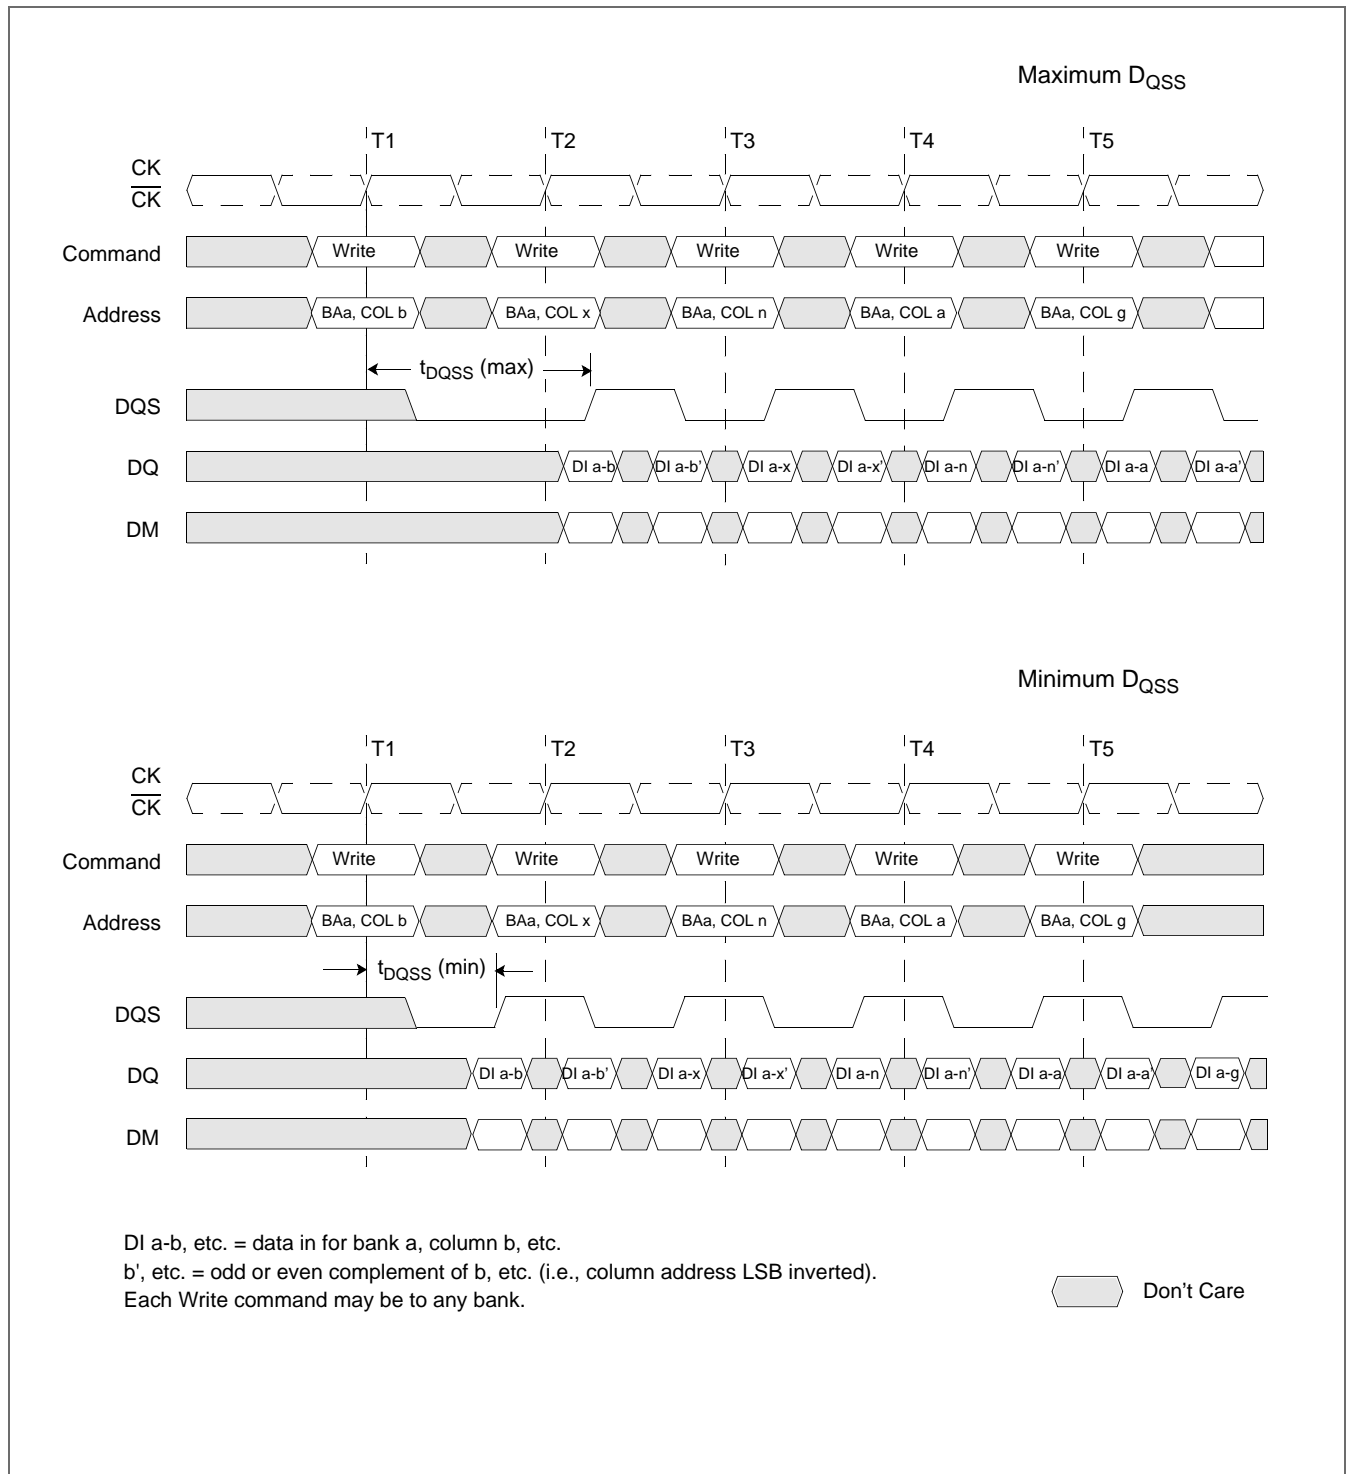 Maximum DQSS
T1 T2 T3 T4 T5
CK
CK
Command Write Write Write Write Write
Address BAa, COL b BAa, COL x BAa, COL n BAa, COL a BAa, COL g
tDQSS (max)
DQS
DQ DI a-b DI a-b' DI a-x DI a-x' DI a-n DI a-n' DI a-a DI a-a'
DM
Minimum DQSS
T1 T2 T3 T4 T5
CK
CK
Command Write Write Write Write Write
Address BAa, COL b BAa, COL x BAa, COL n BAa, COL a BAa, COL g
tDQSS (min)
DQS
DQ DI a-b DI a-b' DI a-x DI a-x' DI a-n DI a-n' DI a-a DI a-a' DI a-g
DM
DI a-b, etc. = data in for bank a, column b, etc.
b', etc. = odd or even complement of b, etc. (i.e., column address LSB inverted).
Each Write command may be to any bank.
Don't Care